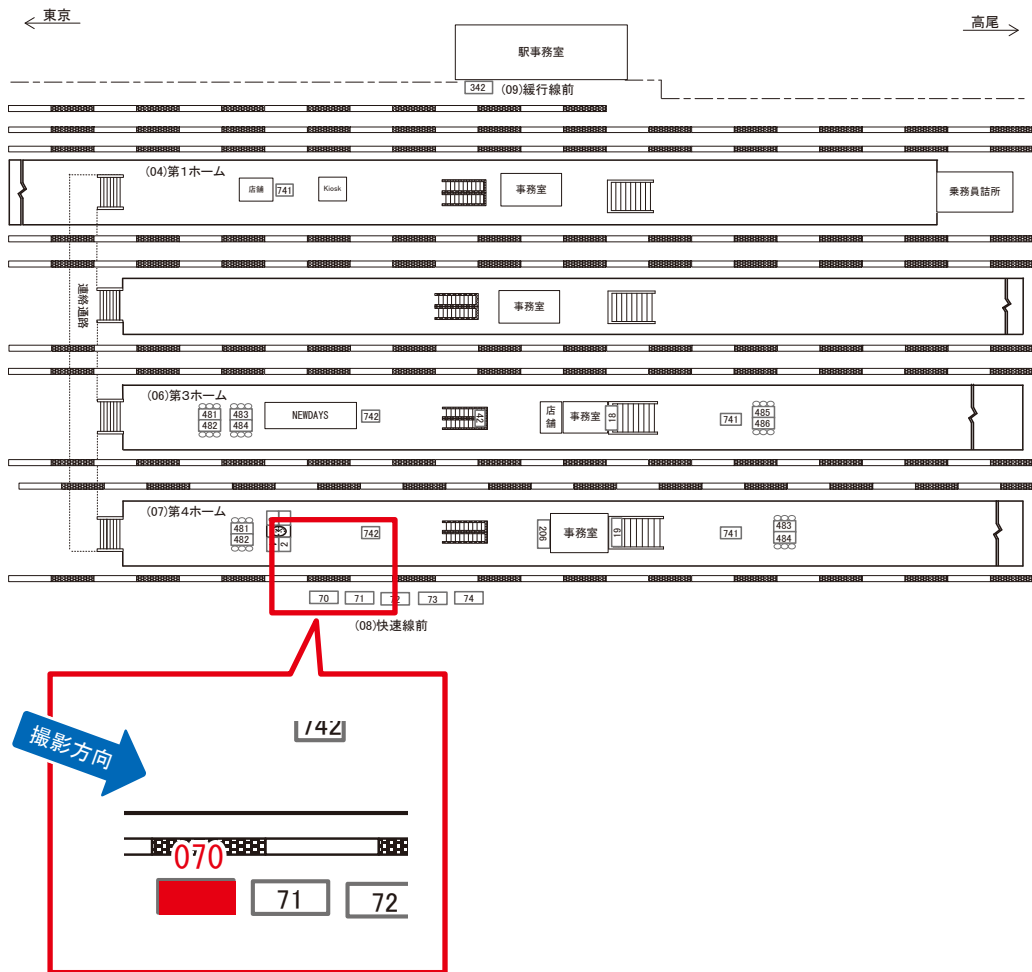 東京
高尾
駅事務室
342
(09)緩行線前
(04)第1ホーム
店舗
741
Kiosk
事務室
乗務員詰所
連絡通路
事務室
(06)第3ホーム
481
482
483
484
NEWDAYS
742
42
店舗
事務室
18
741
485
486
(07)第4ホーム
481
482
2
742
206
事務室
19
741
483
484
70
71
72
73
74
(08)快速線前
742
撮影方向
070
71
72